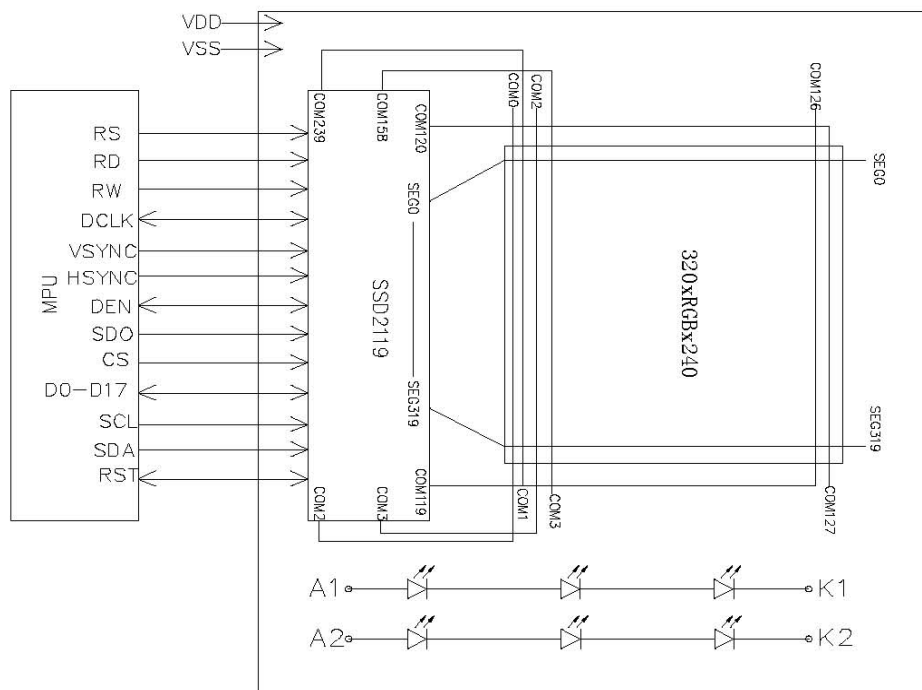 VDD
VSS
MPU
RS
RD
RW
DCLK
VSYNC
HSYNC
DEN
SDO
CS
D0-D17
SCL
SDA
RST
COM239
COM158
COM120
SEG0
SSD2119
SEG319
COM119
COM2
COM3
COM0
COM2
COM126
SEG0
320xRGBx240
SEG319
COM1
COM3
COM127
A1
K1
A2
K2